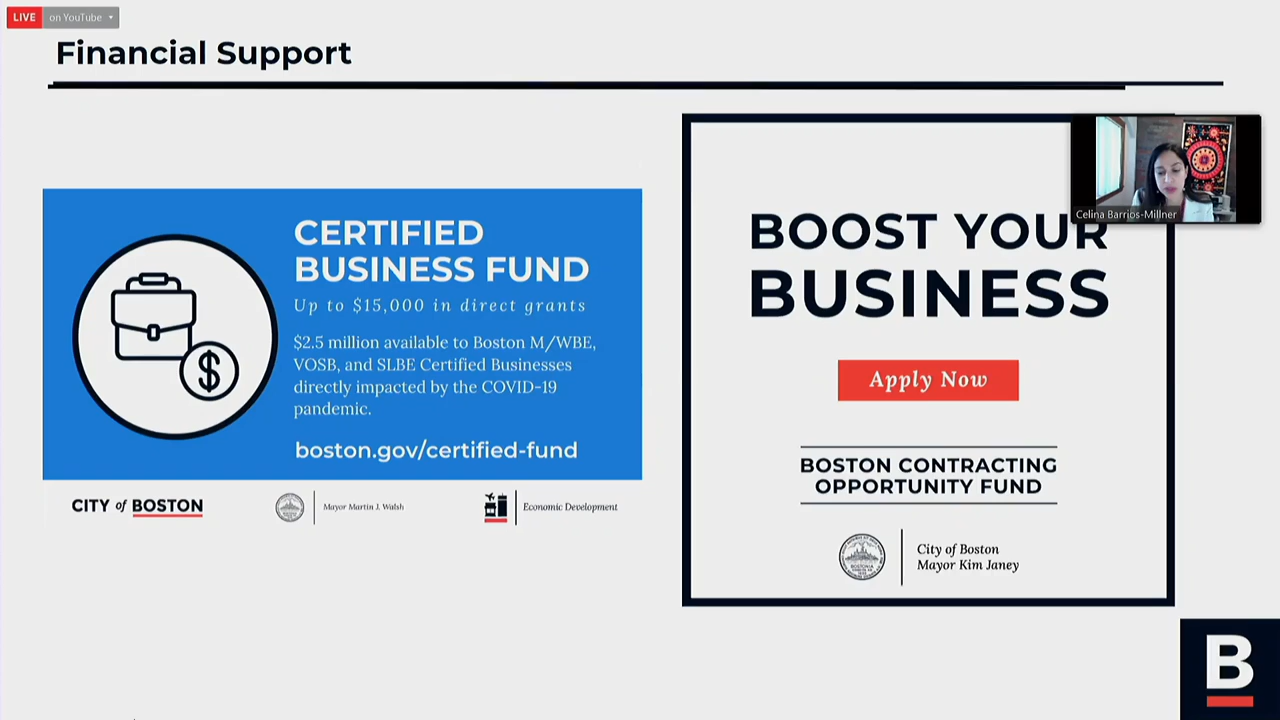 LIVE on YouTube
Financial Support
CERTIFIED
BUSINESS FUND
Up to $15,000 in direct grants
$2.5 million available to Boston M/WBE,
VOSB, and SLBE Certified Businesses
directly impacted by the COVID-19
pandemic.
boston.gov/certified-fund
CITY of BOSTON
Mayor Martin J. Walsh
Economic Development
Celina Barrios-Millner
BOOST YOUR
BUSINESS
Apply Now
BOSTON CONTRACTING
OPPORTUNITY FUND
City of Boston
Mayor Kim Janey
B